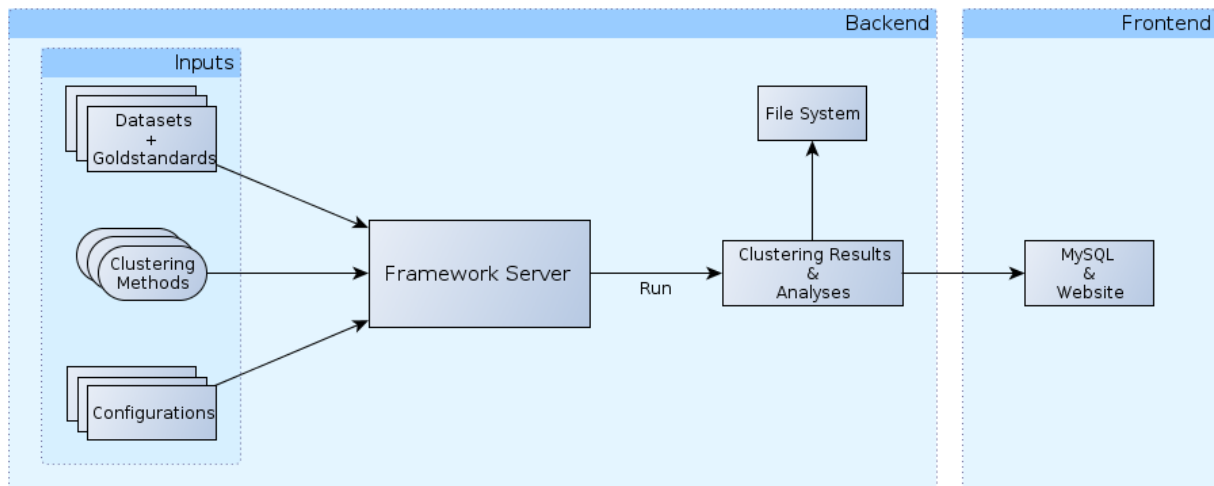 Backend
Frontend
Inputs
Datasets
+
Goldstandards
File System
Clustering
Methods
Framework Server
Run
Clustering Results
&
Analyses
MySQL
&
Website
Configurations